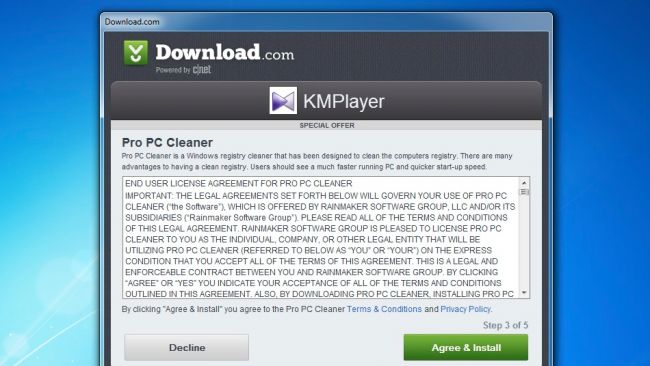 Download.com
Download.com
Powered by c|net
KMPlayer
SPECIAL OFFER
Pro PC Cleaner
Pro PC Cleaner is a Windows registry cleaner that has been designed to clean the computers registry. There are many
advantages to having a clean registry. Users should see a much faster running PC and quicker start-up speed.
END USER LICENSE AGREEMENT FOR PRO PC CLEANER
IMPORTANT: THE LEGAL AGREEMENTS SET FORTH BELOW WILL GOVERN YOUR USE OF PRO PC
CLEANER ("the Software"), WHICH IS OFFERED BY RAINMAKER SOFTWARE GROUP, LLC AND/OR ITS
SUBSIDIARIES ("Rainmaker Software Group"). PLEASE READ ALL OF THE TERMS AND CONDITIONS
OF THIS LEGAL AGREEMENT. RAINMAKER SOFTWARE GROUP IS PLEASED TO LICENSE PRO PC
CLEANER TO YOU AS THE INDIVIDUAL, COMPANY, OR OTHER LEGAL ENTITY THAT WILL BE
UTILIZING PRO PC CLEANER (REFERRED TO BELOW AS "YOU" OR "YOUR") ON THE EXPRESS
CONDITION THAT YOU ACCEPT ALL OF THE TERMS OF THIS AGREEMENT. THIS IS A LEGAL AND
ENFORCEABLE CONTRACT BETWEEN YOU AND RAINMAKER SOFTWARE GROUP. BY CLICKING
"AGREE" OR "YES" YOU INDICATE YOUR ACCEPTANCE OF ALL OF THE TERMS AND CONDITIONS
OUTLINED IN THIS AGREEMENT. ALSO, BY DOWNLOADING PRO PC CLEANER, INSTALLING PRO PC
By clicking "Agree & Install" you agree to the Pro PC Cleaner Terms & Conditions and Privacy Policy.
Step 3 of 5
Decline
Agree & Install